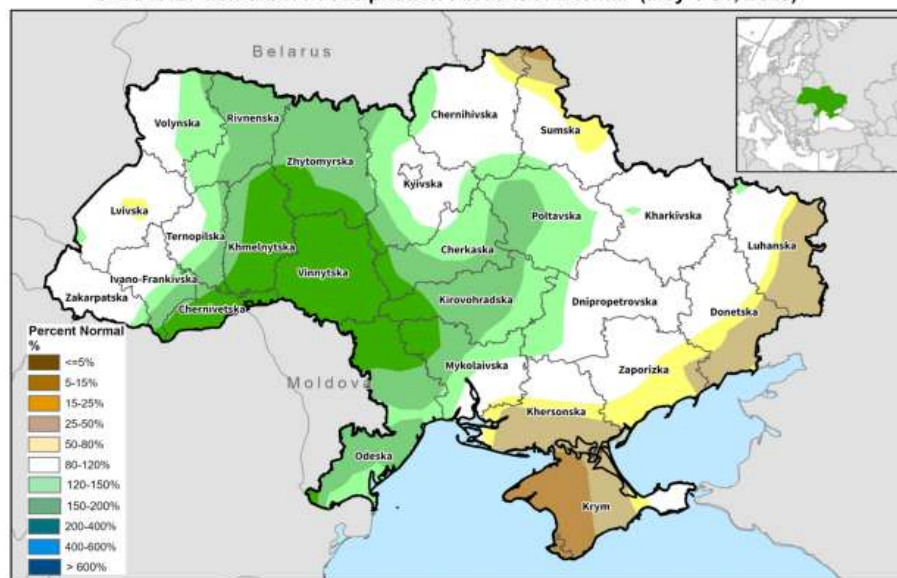 Belarus
Volynska
Rivnenska
Zhytomyrska
Chernihivska
Sumska
Kyivska
Lvivska
Ternopilska
Khmelnytska
Vinnytska
Cherkaska
Poltavska
Kharkivska
Luhanska
Ivano-Frankivska
Zakarpatska
Chernivetska
Kirovohradska
Dnipropetrovska
Donetska
Mykolaivska
Zaporizka
Khersonska
Moldova
Odeska
Krym
Percent Normal
%
<=5%
5-15%
15-25%
25-50%
50-80%
80-120%
120-150%
150-200%
200-400%
400-600%
> 600%